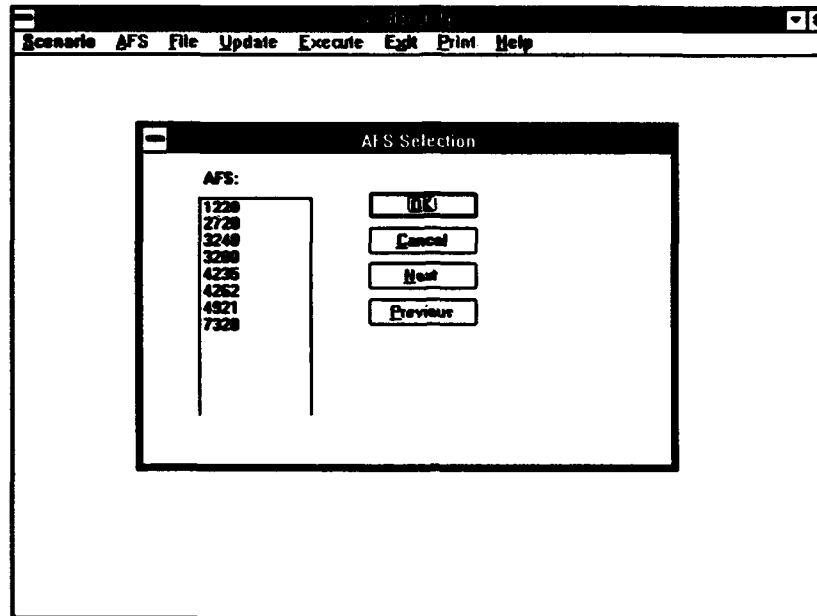 Scenario AFS File Update Execute Exit Print Help
AFS Selection
AFS:
1220
2720
3240
4235
4262
4921
7320
OK
Cancel
Next
Previous